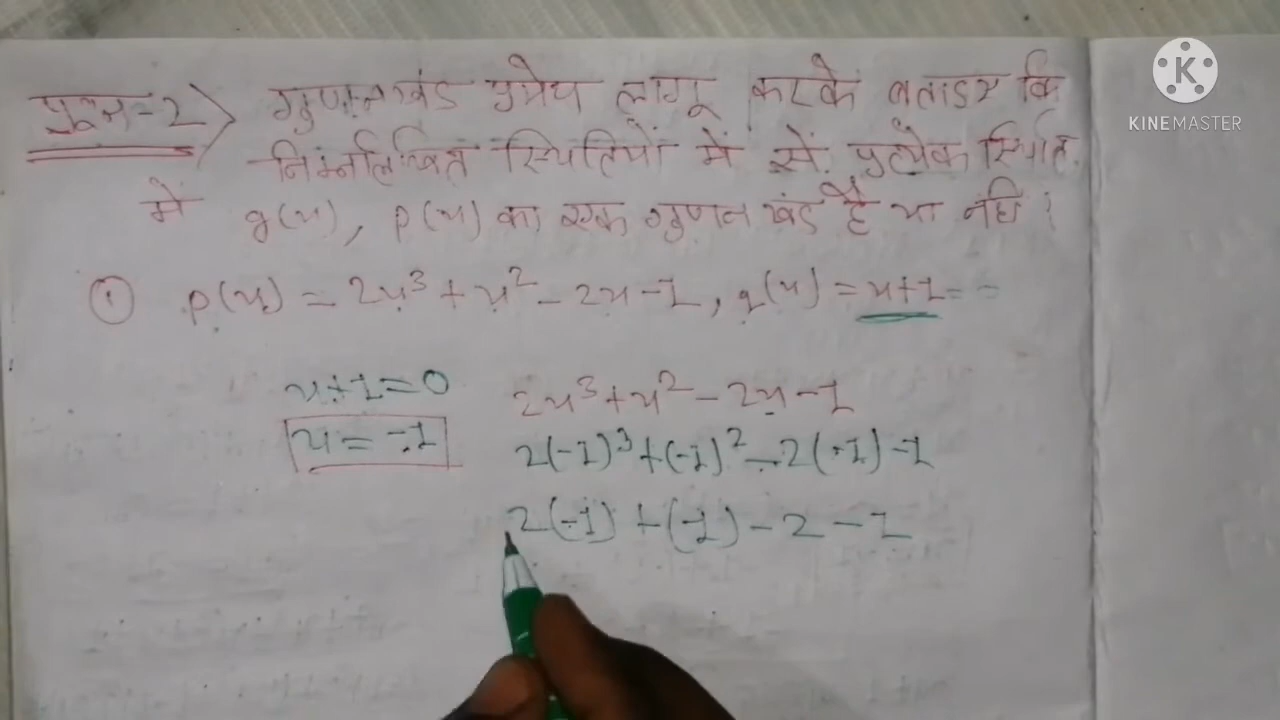 प्रश्न-2> गुणनखंड प्रमेय लागू करके बताइए कि
निम्नलिखित स्थितियों में से प्रत्येक स्थिति
में g(x), p(x) का एक गुणनखंड है या नहि ।
① p(x) = 2x³ + x² - 2x - 1, g(x) = x+1 =
x+1=0
x = -1
2x³ + x² - 2x - 1
2(-1)³ + (-1)² - 2(-1) - 1
2(-1) + (-1) - 2 - 1
KINEMASTER